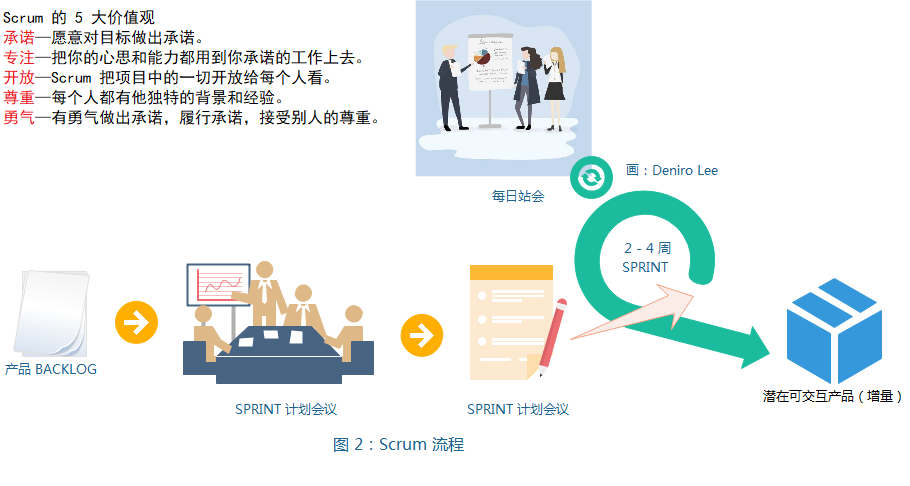 Scrum 的 5 大价值观
承诺—愿意对目标做出承诺。
专注—把你的心思和能力都用到你承诺的工作上去。
开放—Scrum 把项目中的一切开放给每个人看。
尊重—每个人都有他独特的背景和经验。
勇气—有勇气做出承诺，履行承诺，接受别人的尊重。
画：Deniro Lee
每日站会
2 - 4 周
SPRINT
产品 BACKLOG
SPRINT 计划会议
SPRINT 计划会议
潜在可交互产品（增量）
图 2：Scrum 流程